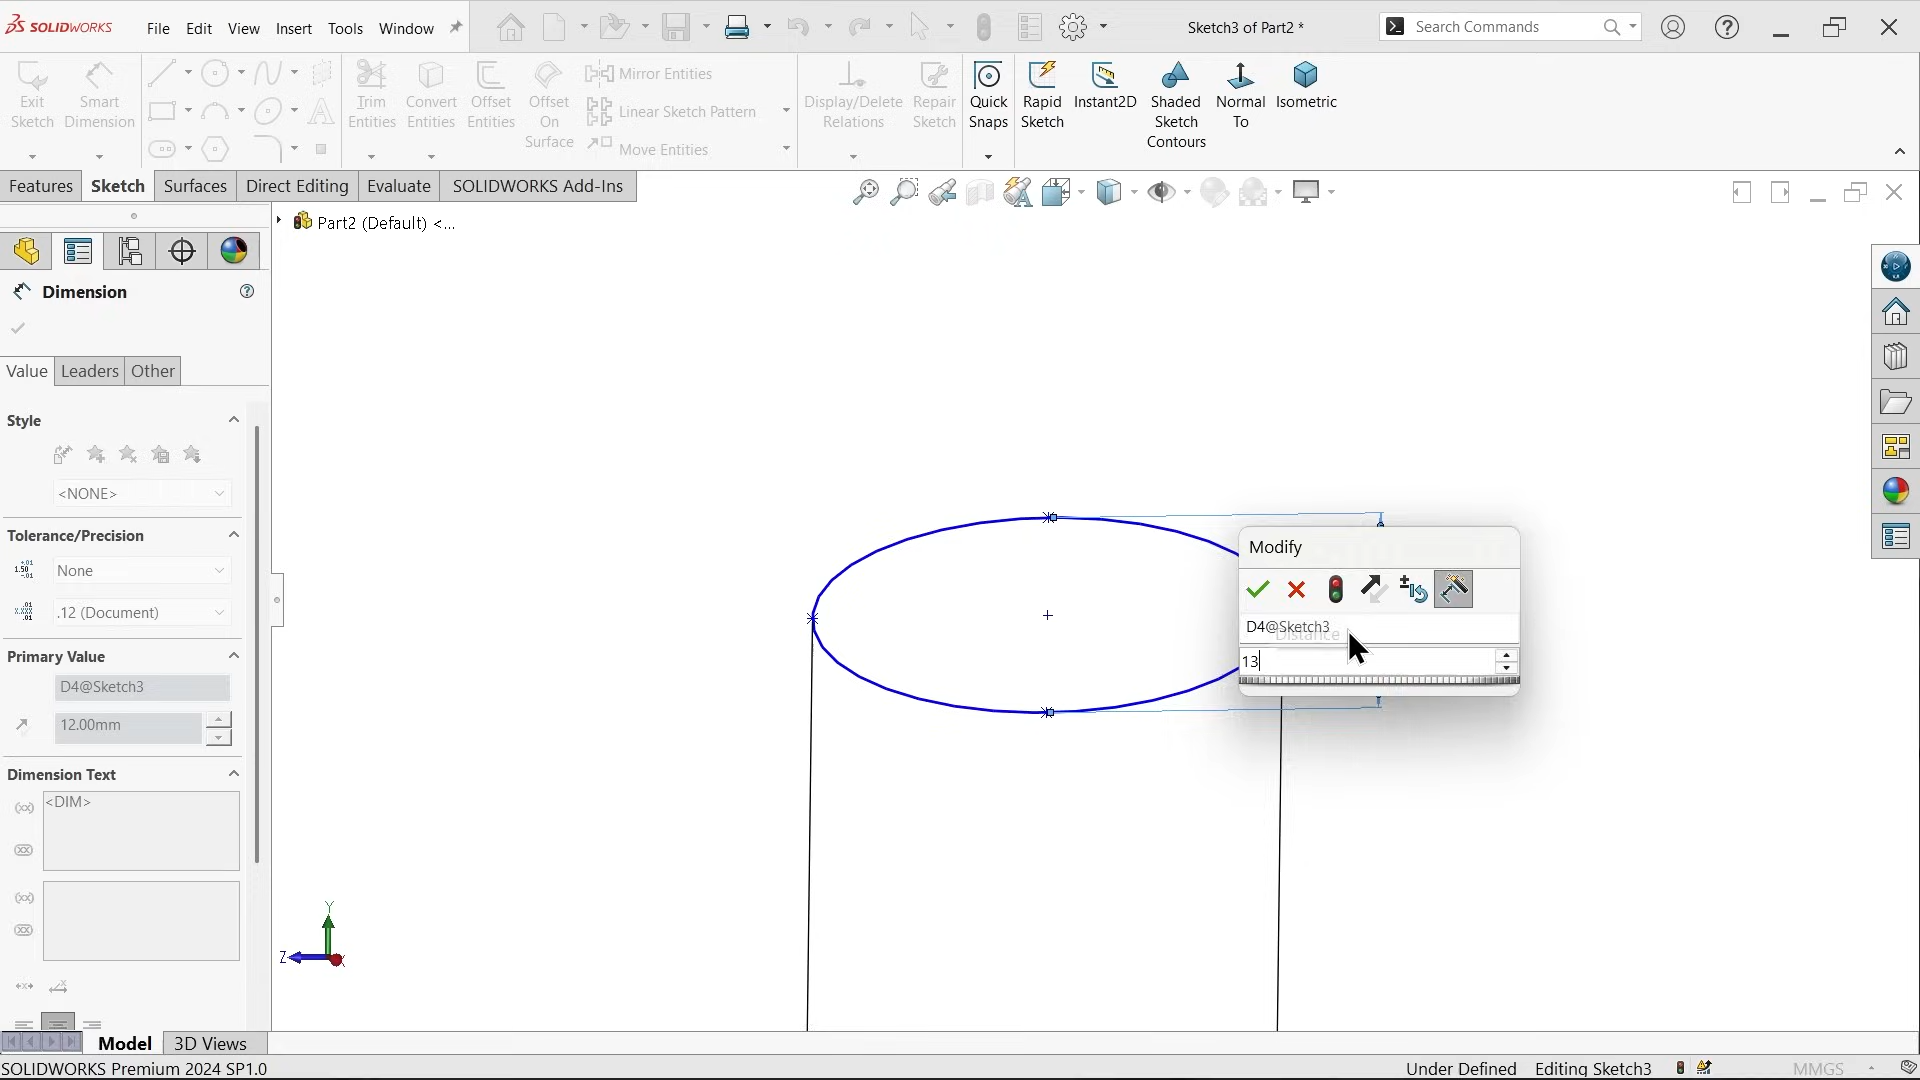 SOLIDWORKS
File Edit View Insert Tools Window
Sketch3 of Part2 *
Search Commands
Exit Sketch
Smart Dimension
Trim Entities
Convert Entities
Offset Entities
Offset On Surface
Mirror Entities
Linear Sketch Pattern
Move Entities
Display/Delete Relations
Repair Sketch
Quick Snaps
Rapid Sketch
Instant2D
Shaded Sketch Contours
Normal To
Isometric
Features Sketch Surfaces Direct Editing Evaluate SOLIDWORKS Add-Ins
Part2 (Default) <...
Dimension
Value Leaders Other
Style
<NONE>
Tolerance/Precision
None
.12 (Document)
Primary Value
D4@Sketch3
12.00mm
Dimension Text
<DIM>
Modify
D4@Sketch3
Distance
13
Y
Z
Model 3D Views
SOLIDWORKS Premium 2024 SP1.0
Under Defined Editing Sketch3
MMGS